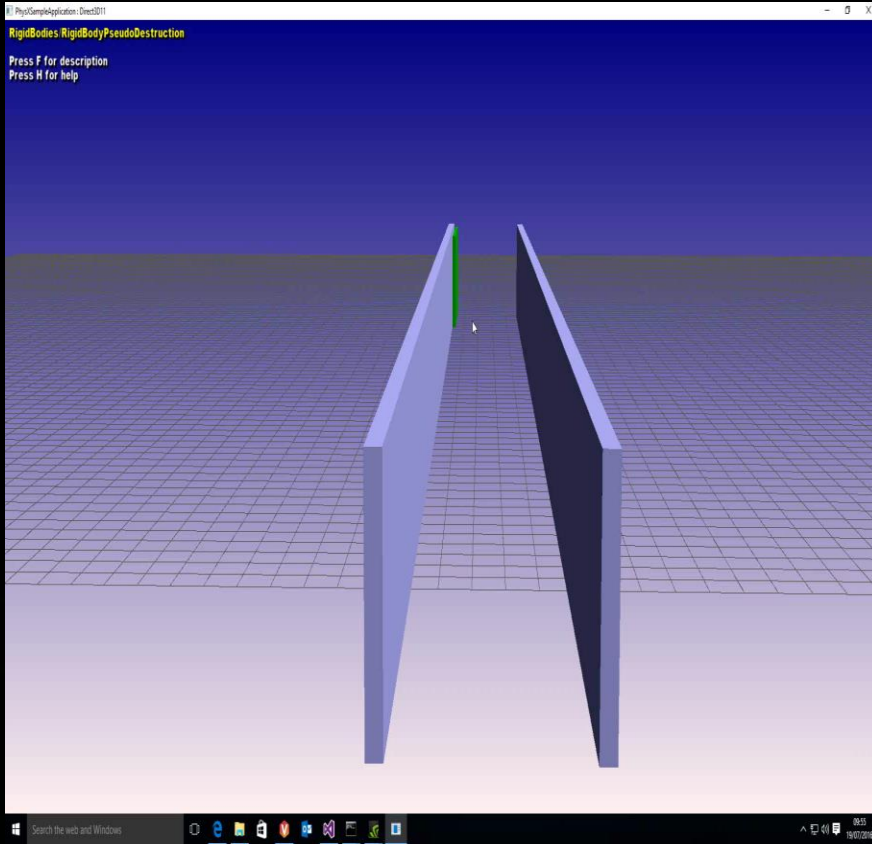 PhysXSampleApplication : Direct3D11
RigidBodies/RigidBodyPseudoDestruction
Press F for description
Press H for help
Search the web and Windows
09:55
19/07/2016